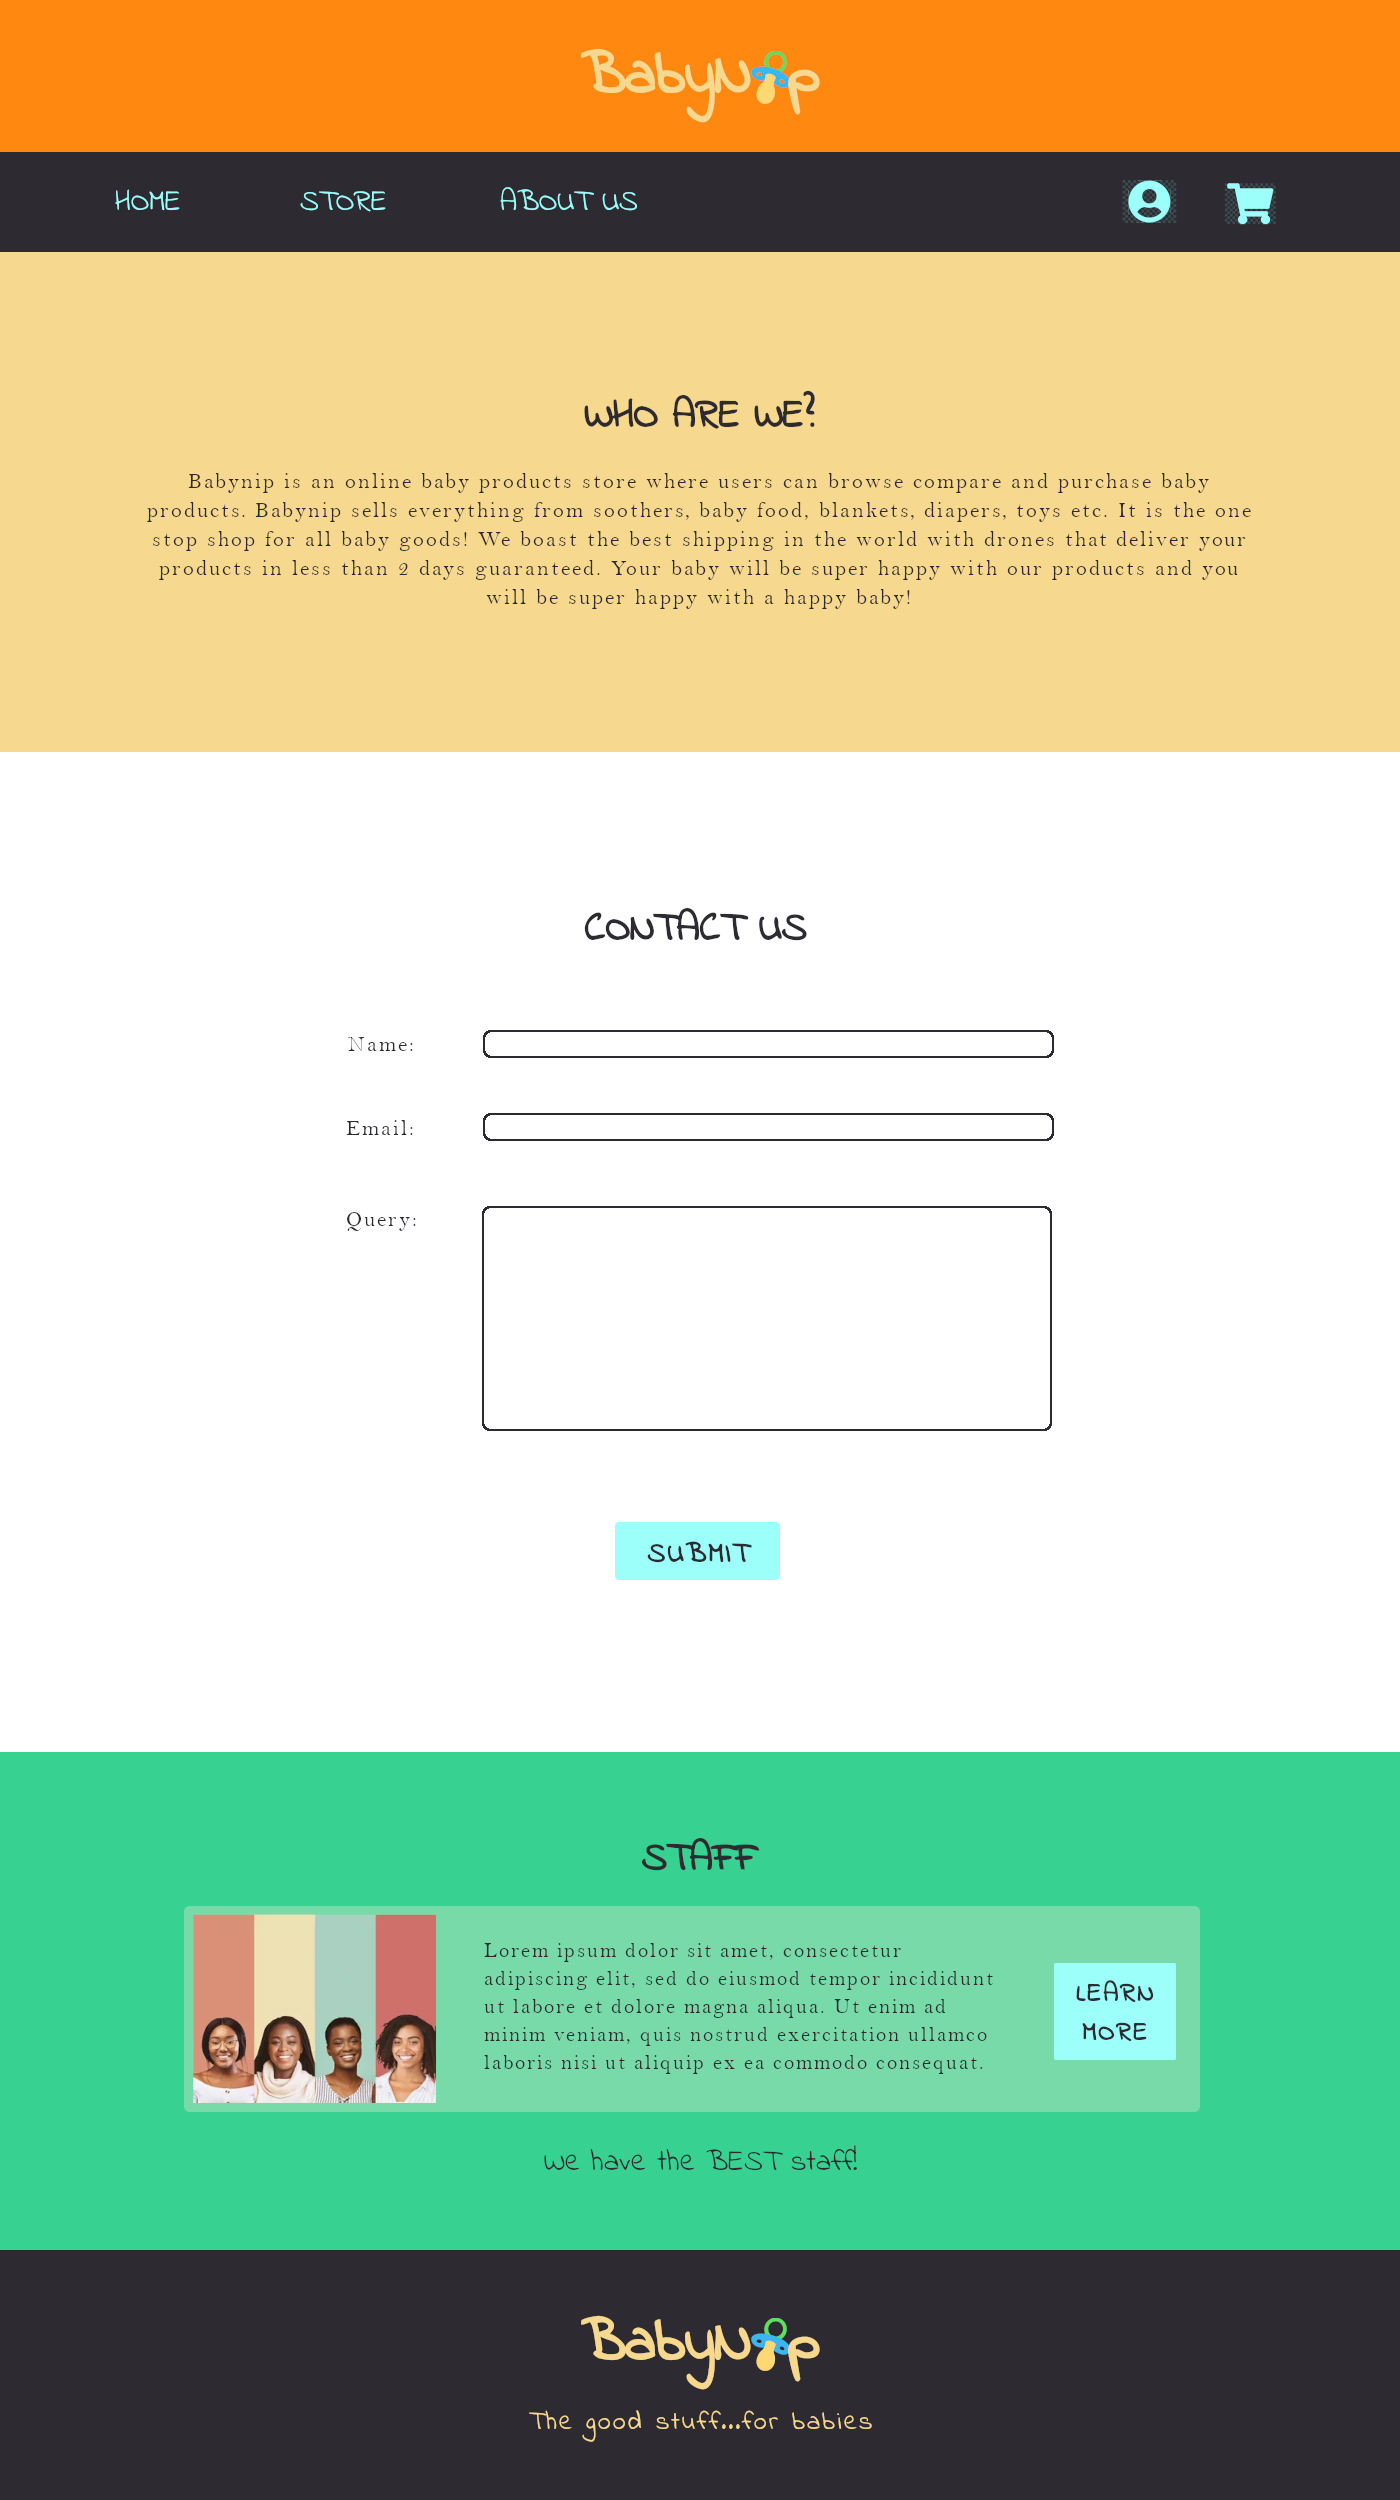 BabyNip
HOME STORE ABOUT US
WHO ARE WE?
Babynip is an online baby products store where users can browse compare and purchase baby
products. Babynip sells everything from soothers, baby food, blankets, diapers, toys etc. It is the one
stop shop for all baby goods! We boast the best shipping in the world with drones that deliver your
products in less than 2 days guaranteed. Your baby will be super happy with our products and you
will be super happy with a happy baby!
CONTACT US
Name:
Email:
Query:
SUBMIT
STAFF
Lorem ipsum dolor sit amet, consectetur
adipiscing elit, sed do eiusmod tempor incididunt
ut labore et dolore magna aliqua. Ut enim ad
minim veniam, quis nostrud exercitation ullamco
laboris nisi ut aliquip ex ea commodo consequat.
LEARN
MORE
We have the BEST staff!
BabyNip
The good stuff...for babies